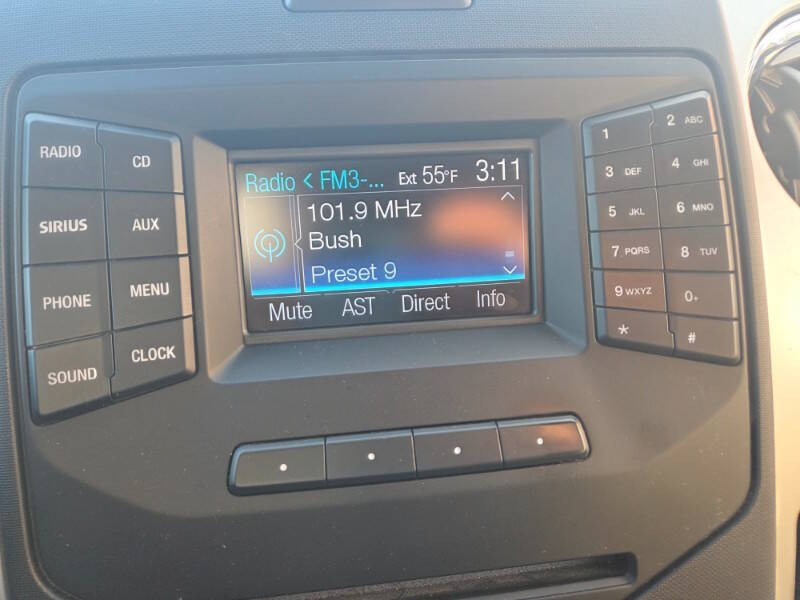 RADIO
CD
SIRIUS
AUX
PHONE
MENU
SOUND
CLOCK
Radio < FM3-... Ext 55°F 3:11
101.9 MHz
Bush
Preset 9
Mute AST Direct Info
1
2 ABC
3 DEF
4 GHI
5 JKL
6 MNO
7 PQRS
8 TUV
9 WXYZ
0+
*
#